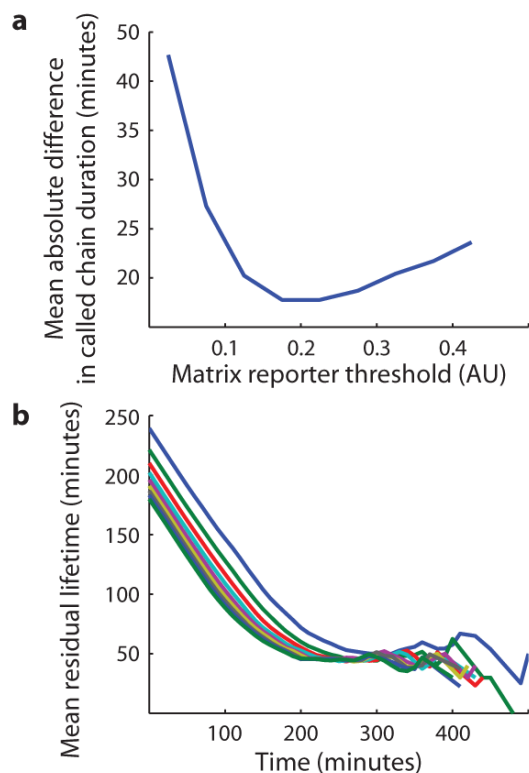 a
Mean absolute difference
in called chain duration (minutes)
50
45
40
35
30
25
20
0.1 0.2 0.3 0.4
Matrix reporter threshold (AU)
b
Mean residual lifetime (minutes)
250
200
150
100
50
100 200 300 400
Time (minutes)